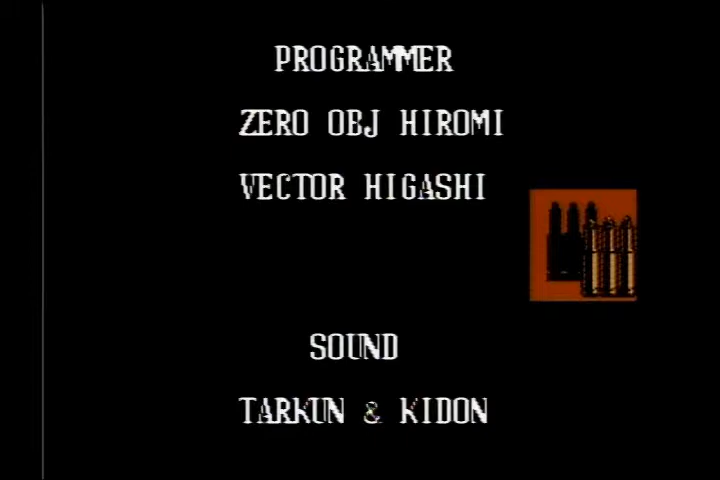 PROGRAMMER
ZERO OBJ HIROMI
VECTOR HIGASHI
SOUND
TARKUN & KIDON